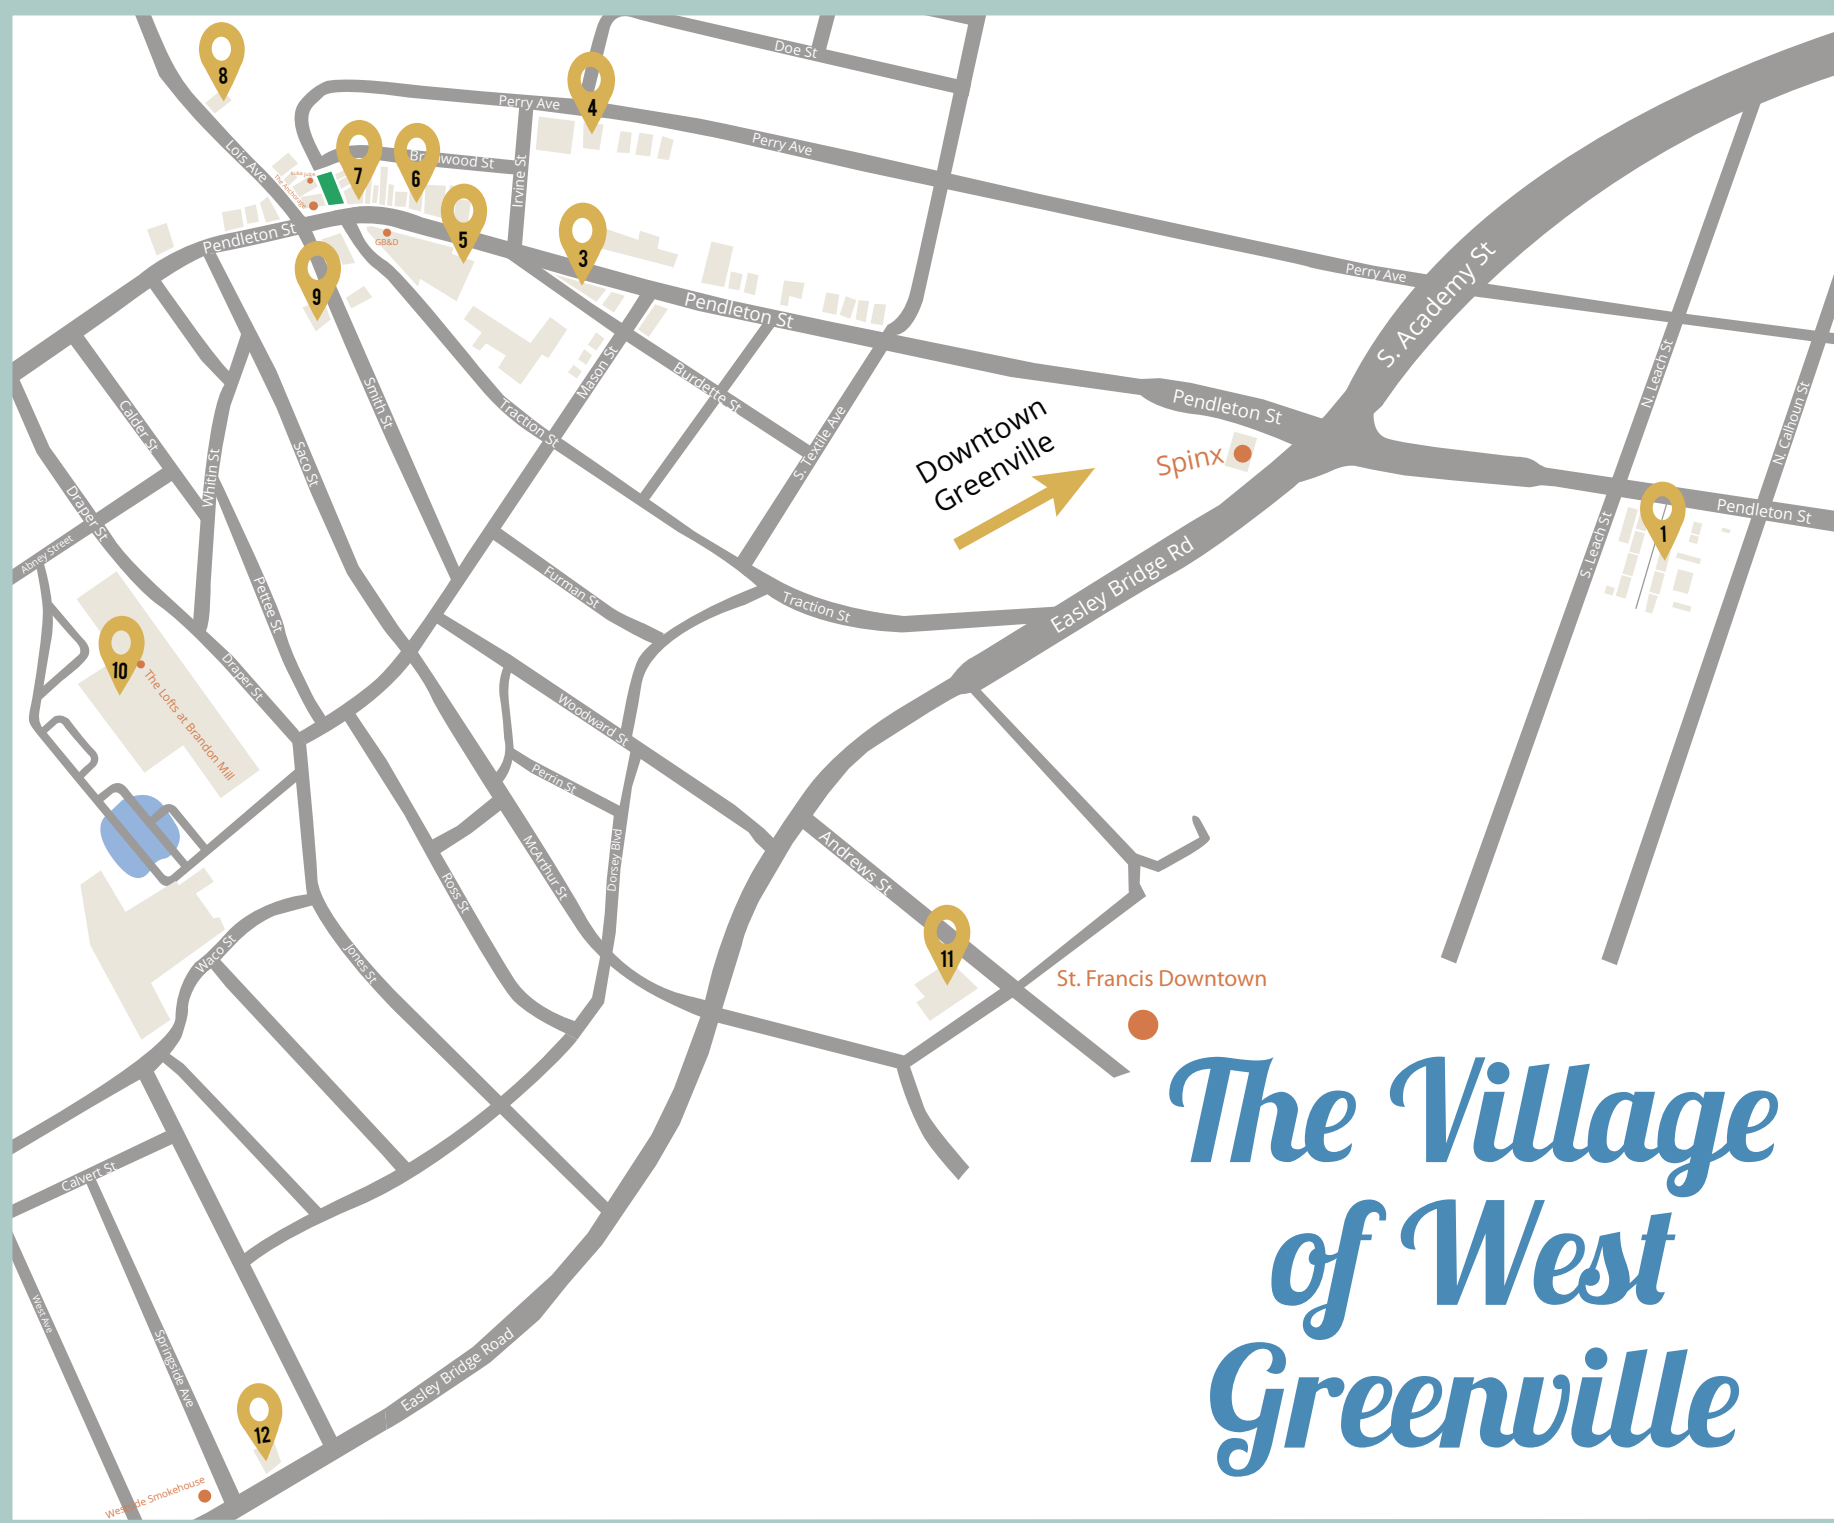 Doe St
8
4
Perry Ave
Perry Ave
Lois Ave
7
6
St
Irvine St
The Anchorage
Pendleton St
GB&D
5
3
9
Pendleton St
Perry Ave
S. Academy St
N. Leach St
N. Calhoun St
Mason St
Burdette St
Smith St
Traction St
Calder St
Saco St
Whitin St
S. Textile Ave
Downtown
Greenville
Pendleton St
Spinx
Pendleton St
1
S. Leach St
Draper St
Abney Street
Pettee St
Furman St
Traction St
Easley Bridge Rd
10
The Lofts at Brandon Mill
Draper St
Woodward St
Perrin St
McArthur St
Dorsey Blvd
Ross St
Andrews St
11
St. Francis Downtown
Waco St
Jones St
The Village
of West
Greenville
Calvert St
West Ave
Springside Ave
Easley Bridge Road
12
Smokehouse